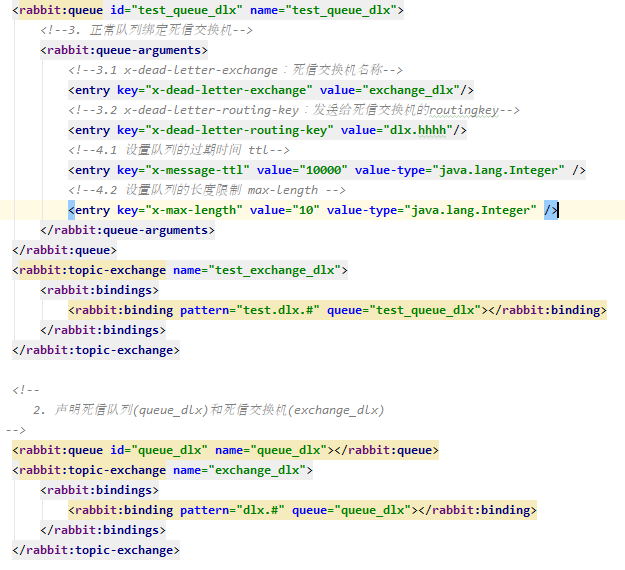 <rabbit:queue id="test_queue_dlx" name="test_queue_dlx">
<!--3. 正常队列绑定死信交换机-->
<rabbit:queue-arguments>
<!--3.1 x-dead-letter-exchange：死信交换机名称-->
<entry key="x-dead-letter-exchange" value="exchange_dlx"/>
<!--3.2 x-dead-letter-routing-key：发送给死信交换机的routingkey-->
<entry key="x-dead-letter-routing-key" value="dlx.hhhh"/>
<!--4.1 设置队列的过期时间 ttl-->
<entry key="x-message-ttl" value="10000" value-type="java.lang.Integer" />
<!--4.2 设置队列的长度限制 max-length -->
<entry key="x-max-length" value="10" value-type="java.lang.Integer" />
</rabbit:queue-arguments>
</rabbit:queue>
<rabbit:topic-exchange name="test_exchange_dlx">
<rabbit:bindings>
<rabbit:binding pattern="test.dlx.#" queue="test_queue_dlx"></rabbit:binding>
</rabbit:bindings>
</rabbit:topic-exchange>
<!--
2. 声明死信队列(queue_dlx)和死信交换机(exchange_dlx)
-->
<rabbit:queue id="queue_dlx" name="queue_dlx"></rabbit:queue>
<rabbit:topic-exchange name="exchange_dlx">
<rabbit:bindings>
<rabbit:binding pattern="dlx.#" queue="queue_dlx"></rabbit:binding>
</rabbit:bindings>
</rabbit:topic-exchange>